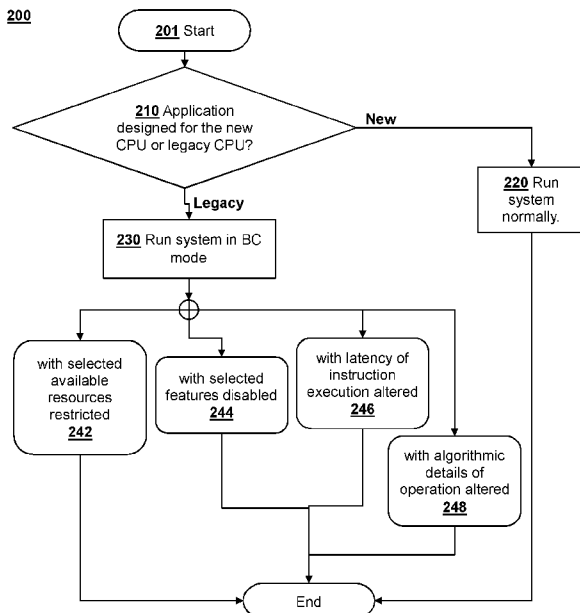 200
201 Start
210 Application
designed for the new
CPU or legacy CPU?
New
Legacy
220 Run
system
normally.
230 Run system in BC
mode
with selected
available
resources
restricted
242
with selected
features disabled
244
with latency of
instruction
execution altered
246
with algorithmic
details of
operation altered
248
End